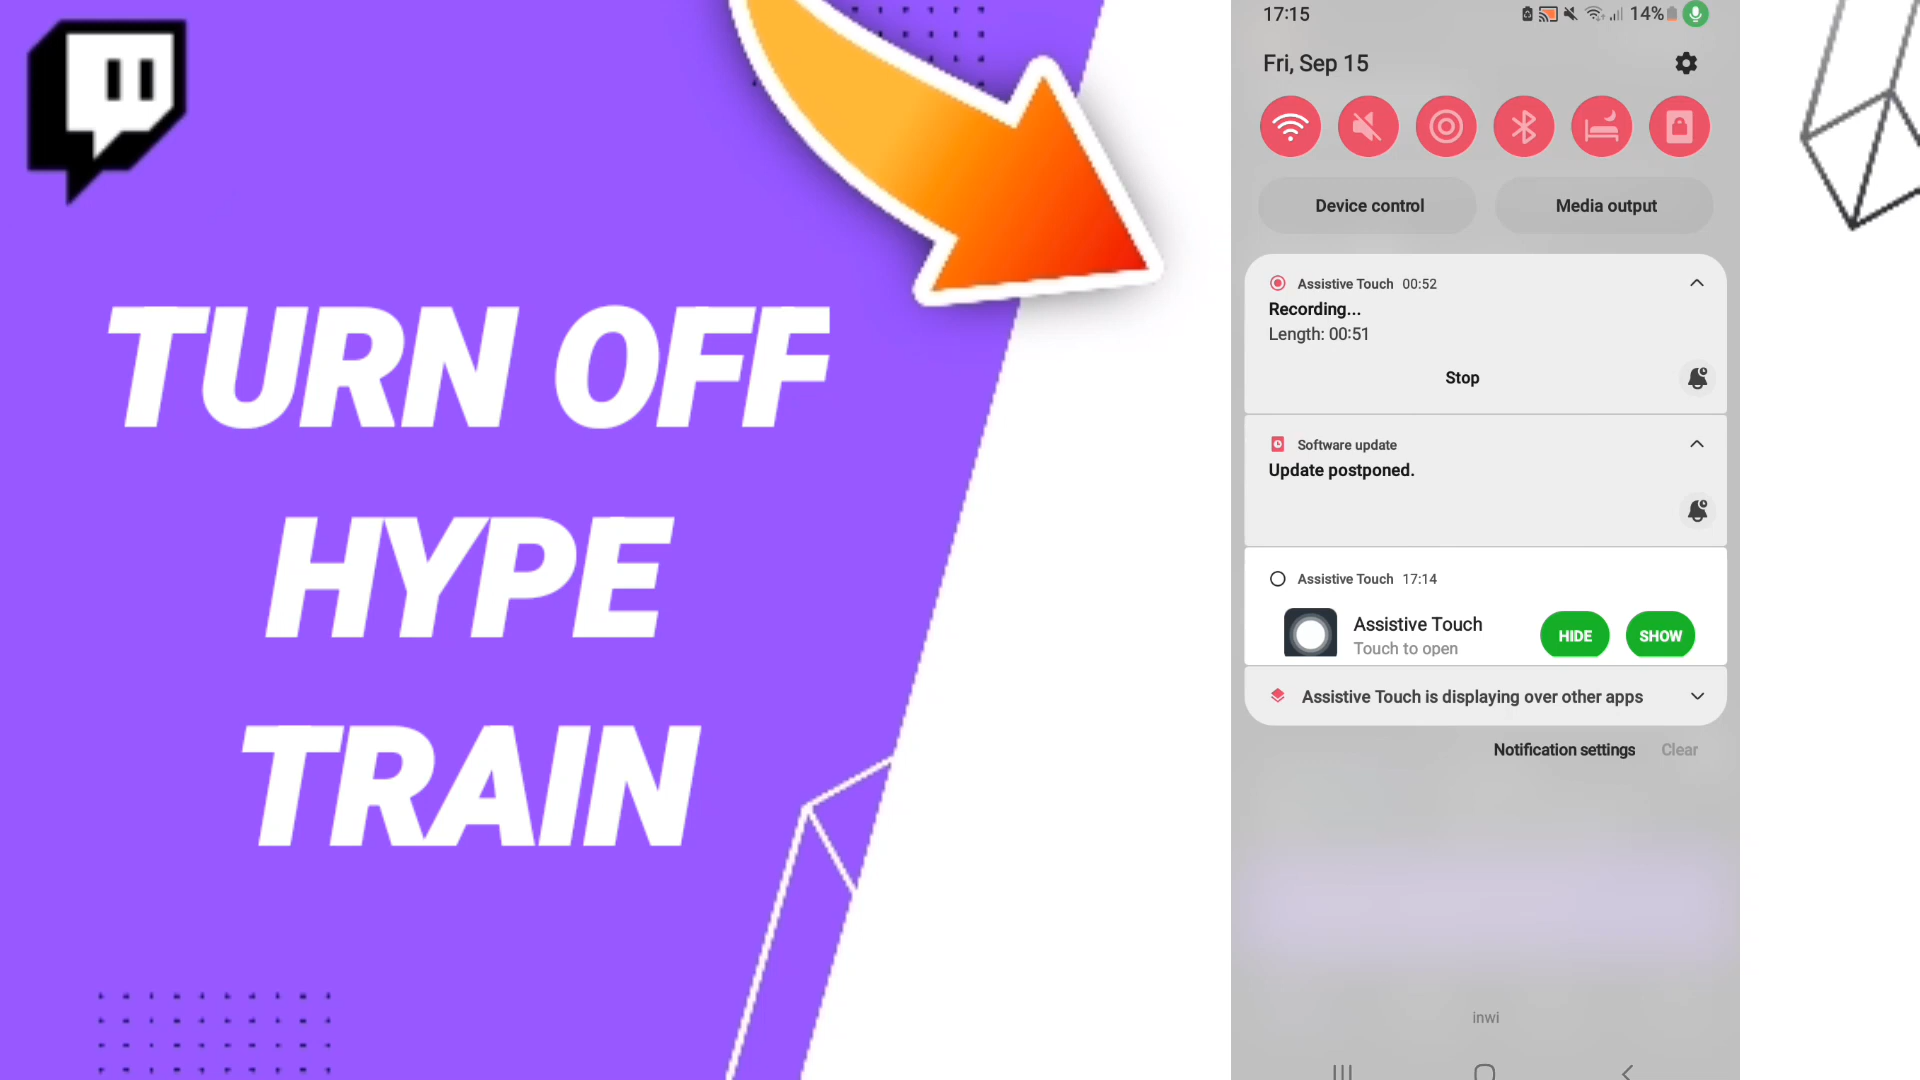 TURN OFF
HYPE
TRAIN
17:15
14%
Fri, Sep 15
Device control
Media output
Assistive Touch 00:52
Recording...
Length: 00:51
Stop
Software update
Update postponed.
Assistive Touch 17:14
Assistive Touch
Touch to open
HIDE
SHOW
Assistive Touch is displaying over other apps
Notification settings
Clear
inwi